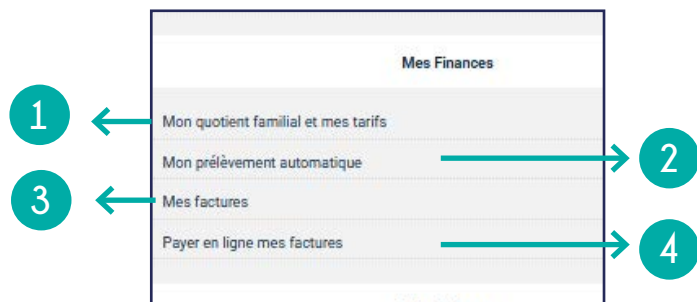 Mes Finances
1 Mon quotient familial et mes tarifs
Mon prélèvement automatique 2
3 Mes factures
Payer en ligne mes factures 4